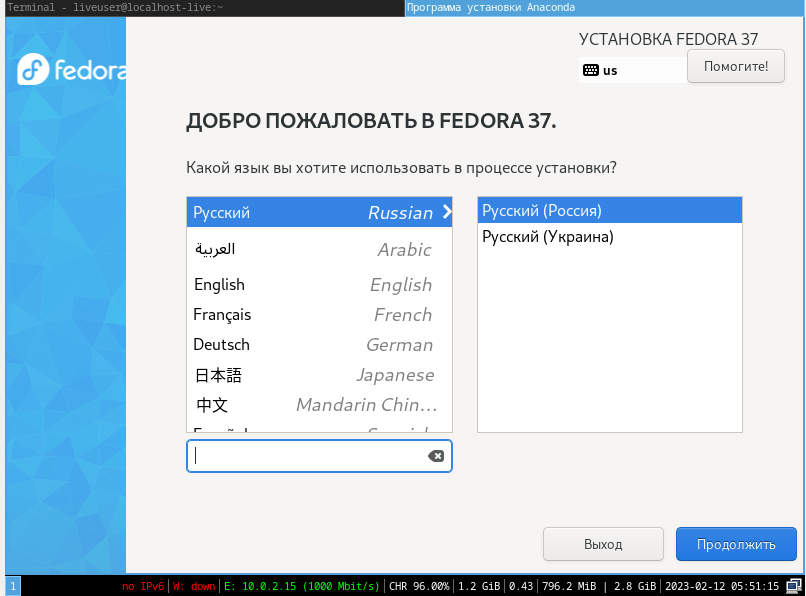 Terminal - liveuser@localhost-live:~
Программа установки Anaconda
fedora
УСТАНОВКА FEDORA 37
us
Помогите!
ДОБРО ПОЖАЛОВАТЬ В FEDORA 37.
Какой язык вы хотите использовать в процессе установки?
Русский Russian
العربية Arabic
English English
Français French
Deutsch German
日本語 Japanese
中文 Mandarin Chin…
Русский (Россия)
Русский (Украина)
Выход
Продолжить
1 no IPv6 | W: down | E: 10.0.2.15 (1000 Mbit/s) | CHR 96.00% | 1.2 GiB | 0.43 | 796.2 MiB | 2.8 GiB | 2023-02-12 05:51:15